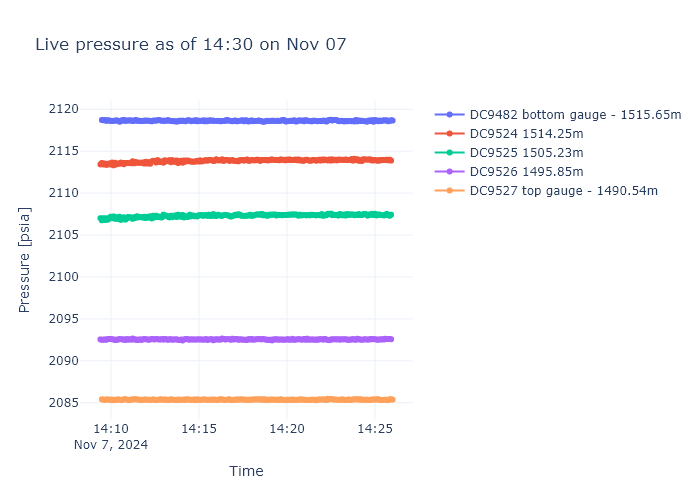 Live pressure as of 14:30 on Nov 07
2120
2115
2110
2105
2100
2095
2090
2085
Pressure [psia]
14:10
14:15
14:20
14:25
Nov 7, 2024
Time
DC9482 bottom gauge - 1515.65m
DC9524 1514.25m
DC9525 1505.23m
DC9526 1495.85m
DC9527 top gauge - 1490.54m